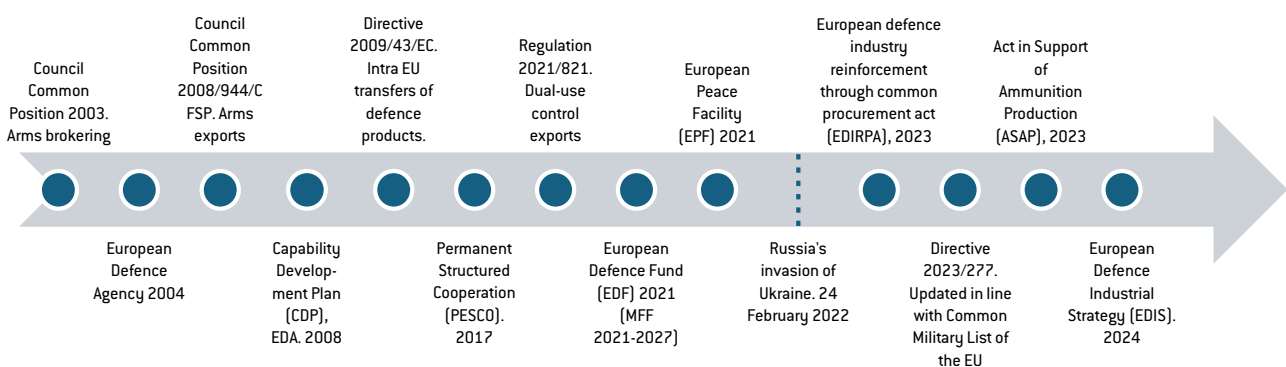 Council
Common
Position 2003.
Arms brokering
European
Defence
Agency 2004
Council
Common
Position
2008/944/C
FSP. Arms
exports
Capability
Develop-
ment Plan
(CDP),
EDA. 2008
Directive
2009/43/EC.
Intra EU
transfers of
defence
products.
Permanent
Structured
Cooperation
(PESCO).
2017
Regulation
2021/821.
Dual-use
control
exports
European
Defence Fund
(EDF) 2021
(MFF
2021-2027)
European
Peace
Facility
(EPF) 2021
Russia's
invasion of
Ukraine. 24
February 2022
European defence
industry
reinforcement
through common
procurement act
(EDIRPA), 2023
Directive
2023/277.
Updated in line
with Common
Military List of
the EU
Act in Support
of
Ammunition
Production
(ASAP), 2023
European
Defence
Industrial
Strategy (EDIS).
2024